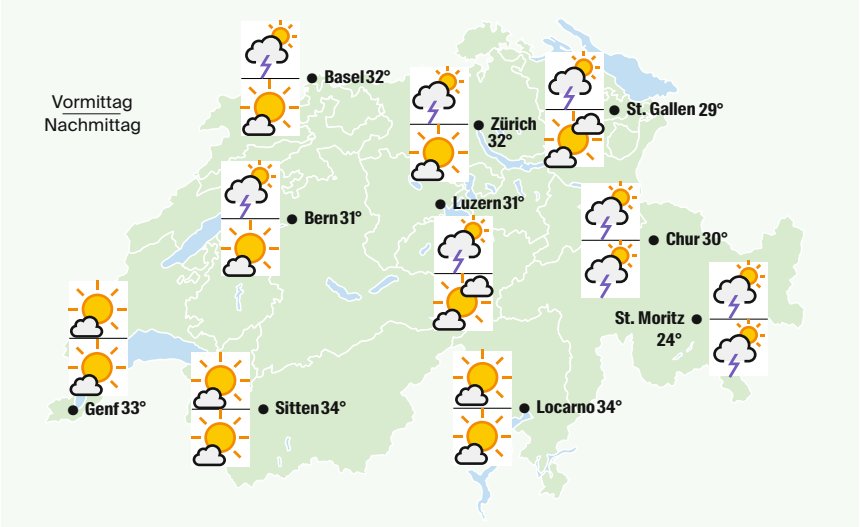 Vormittag
Nachmittag
Basel 32°
Zürich
32°
St. Gallen 29°
Bern 31°
Luzern 31°
Chur 30°
St. Moritz
24°
Genf 33°
Sitten 34°
Locarno 34°